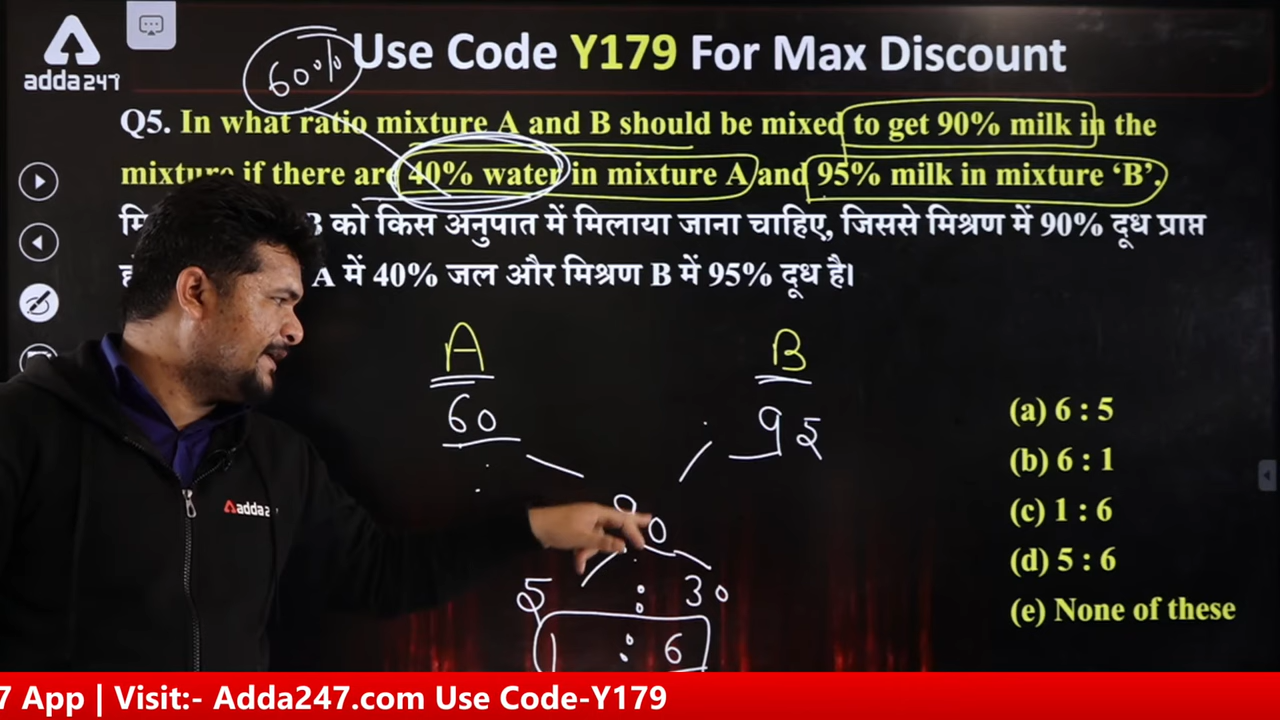 adda247
60%
Use Code Y179 For Max Discount
Q5. In what ratio mixture A and B should be mixed to get 90% milk in the
mixture if there are 40% water in mixture A and 95% milk in mixture ‘B’.
B को किस अनुपात में मिलाया जाना चाहिए, जिससे मिश्रण में 90% दूध प्राप्त
A में 40% जल और मिश्रण B में 95% दूध है।
A B
60 95
90
5 : 30
1 : 6
(a) 6 : 5
(b) 6 : 1
(c) 1 : 6
(d) 5 : 6
(e) None of these
adda2
7 App | Visit:- Adda247.com Use Code-Y179